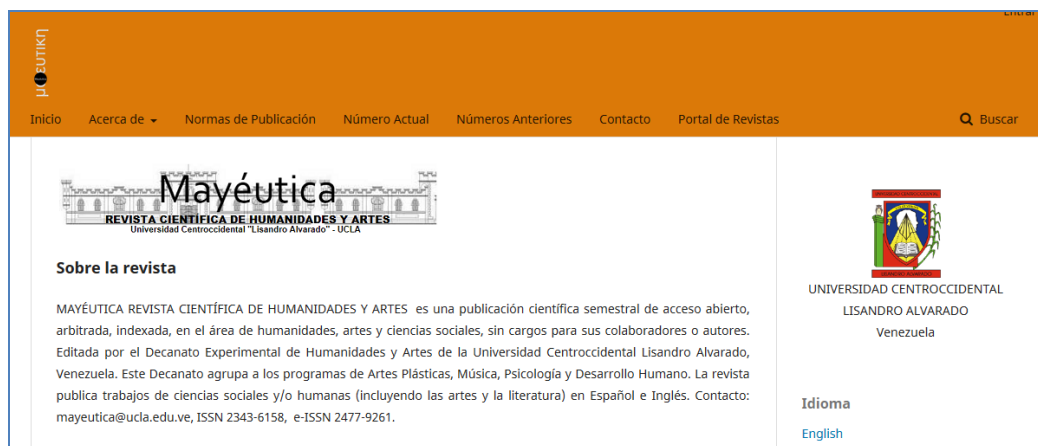 Entrar
μαιευτικη
Inicio Acerca de Normas de Publicación Número Actual Números Anteriores Contacto Portal de Revistas Buscar
Mayéutica
REVISTA CIENTÍFICA DE HUMANIDADES Y ARTES
Universidad Centroccidental "Lisandro Alvarado" - UCLA
Sobre la revista
MAYÉUTICA REVISTA CIENTÍFICA DE HUMANIDADES Y ARTES es una publicación científica semestral de acceso abierto,
arbitrada, indexada, en el área de humanidades, artes y ciencias sociales, sin cargos para sus colaboradores o autores.
Editada por el Decanato Experimental de Humanidades y Artes de la Universidad Centroccidental Lisandro Alvarado,
Venezuela. Este Decanato agrupa a los programas de Artes Plásticas, Música, Psicología y Desarrollo Humano. La revista
publica trabajos de ciencias sociales y/o humanas (incluyendo las artes y la literatura) en Español e Inglés. Contacto:
mayeutica@ucla.edu.ve, ISSN 2343-6158, e-ISSN 2477-9261.
UNIVERSIDAD CENTROCCIDENTAL
LISANDRO ALVARADO
UNIVERSIDAD CENTROCCIDENTAL
LISANDRO ALVARADO
Venezuela
Idioma
English